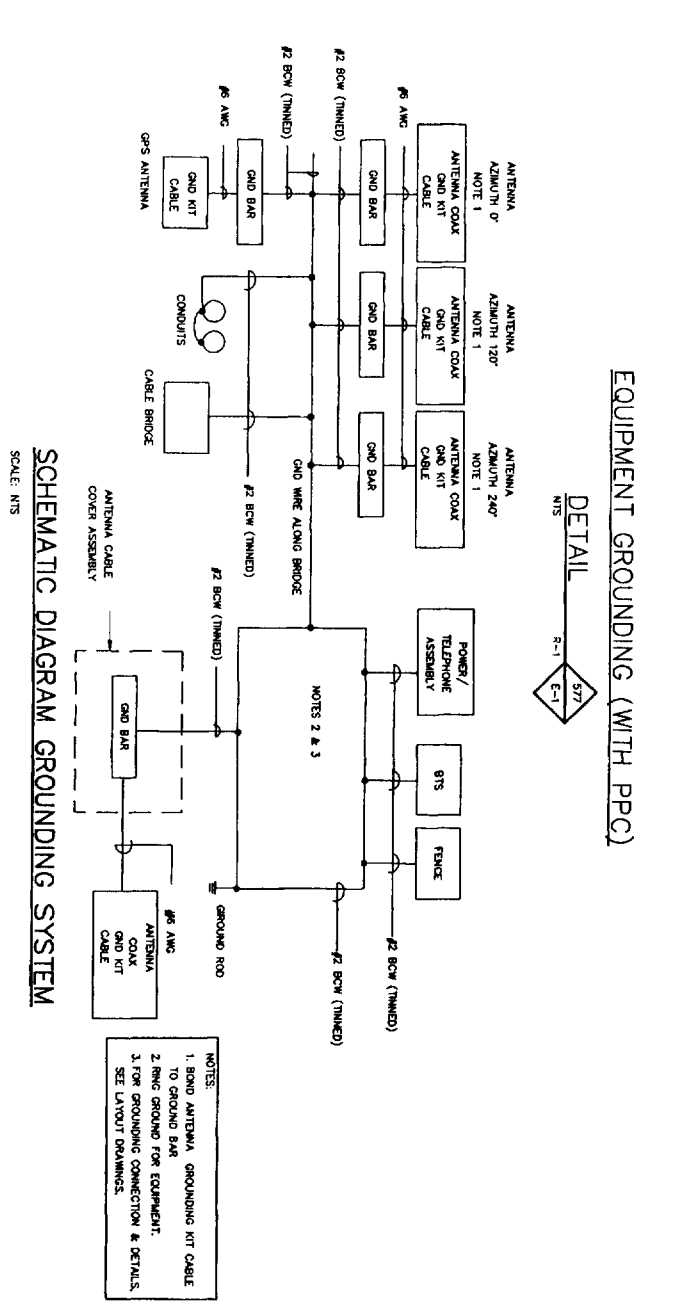 EQUIPMENT GROUNDING (WITH PPC)
DETAIL
NTS
R-1
577
E-1
ANTENNA
AZIMUTH 0°
NOTE 1
ANTENNA
AZIMUTH 120°
NOTE 1
ANTENNA
AZIMUTH 240°
NOTE 1
ANTENNA COAX
GND KIT
CABLE
ANTENNA COAX
GND KIT
CABLE
ANTENNA COAX
GND KIT
CABLE
POWER/
TELEPHONE
ASSEMBLY
BTS
FENCE
#6 AWG
#2 BCW (TINNED)
GND BAR
GND BAR
GND BAR
#2 BCW (TINNED)
#2 BCW (TINNED)
GND WIRE ALONG BRIDGE
NOTES 2 & 3
#2 BCW (TINNED)
#6 AWG
GND BAR
#2 BCW (TINNED)
#2 BCW (TINNED)
GROUND ROD
GND KIT
CABLE
GPS ANTENNA
CONDUITS
CABLE BRIDGE
ANTENNA CABLE
COVER ASSEMBLY
GND BAR
#6 AWG
ANTENNA
COAX
GND KIT
CABLE
NOTES:
1. BOND ANTENNA GROUNDING KIT CABLE
TO GROUND BAR
2. RING GROUND FOR EQUIPMENT.
3. FOR GROUNDING CONNECTION & DETAILS,
SEE LAYOUT DRAWINGS.
SCHEMATIC DIAGRAM GROUNDING SYSTEM
SCALE: NTS